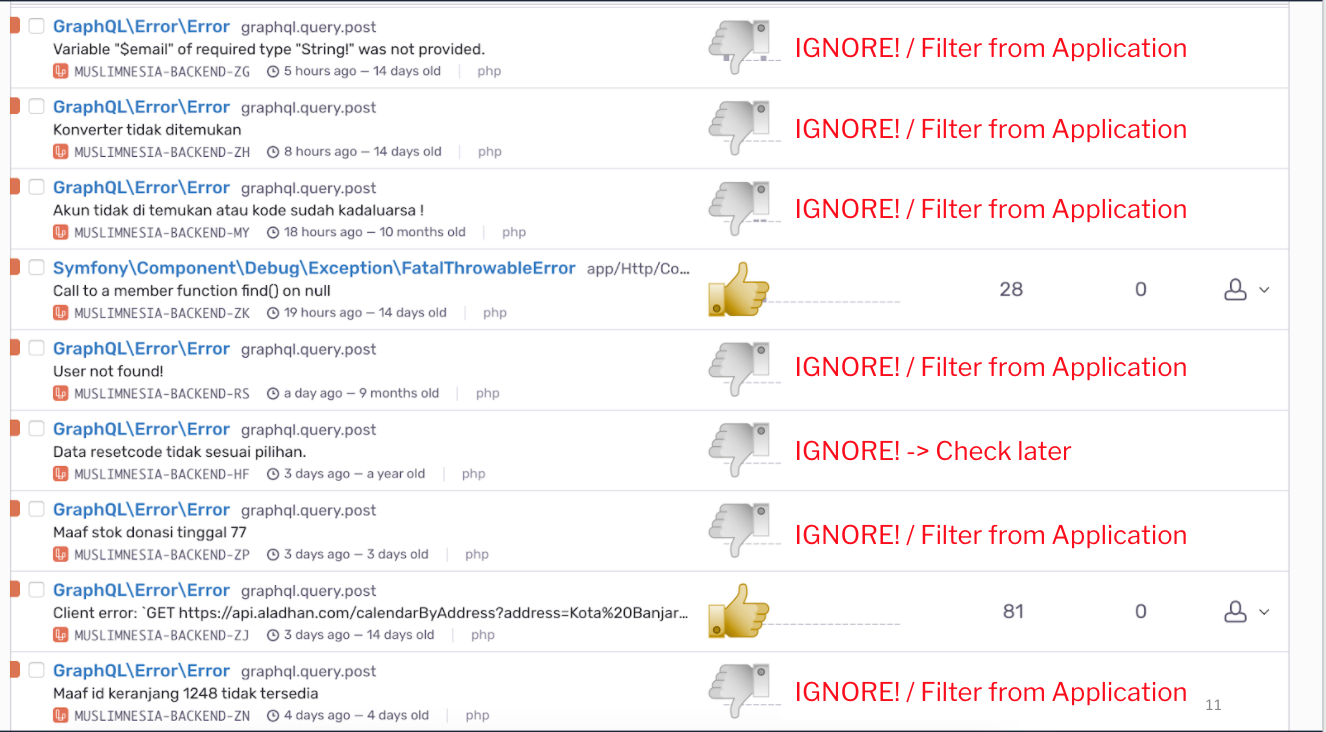 GraphQL\Error\Error graphql.query.post
Variable "$email" of required type "String!" was not provided.
IGNORE! / Filter from Application
MUSLIMNESIA-BACKEND-ZG 5 hours ago — 14 days old php
GraphQL\Error\Error graphql.query.post
Konverter tidak ditemukan
IGNORE! / Filter from Application
MUSLIMNESIA-BACKEND-ZH 8 hours ago — 14 days old php
GraphQL\Error\Error graphql.query.post
Akun tidak di temukan atau kode sudah kadaluarsa !
IGNORE! / Filter from Application
MUSLIMNESIA-BACKEND-MY 18 hours ago — 10 months old php
Symfony\Component\Debug\Exception\FatalThrowableError app/Http/Co...
Call to a member function find() on null
28 0
MUSLIMNESIA-BACKEND-ZK 19 hours ago — 14 days old php
GraphQL\Error\Error graphql.query.post
User not found!
IGNORE! / Filter from Application
MUSLIMNESIA-BACKEND-RS a day ago — 9 months old php
GraphQL\Error\Error graphql.query.post
Data resetcode tidak sesuai pilihan.
IGNORE! -> Check later
MUSLIMNESIA-BACKEND-HF 3 days ago — a year old php
GraphQL\Error\Error graphql.query.post
Maaf stok donasi tinggal 77
IGNORE! / Filter from Application
MUSLIMNESIA-BACKEND-ZP 3 days ago — 3 days old php
GraphQL\Error\Error graphql.query.post
Client error: `GET https://api.aladhan.com/calendarByAddress?address=Kota%20Banjar...
81 0
MUSLIMNESIA-BACKEND-ZJ 3 days ago — 14 days old php
GraphQL\Error\Error graphql.query.post
Maaf id keranjang 1248 tidak tersedia
IGNORE! / Filter from Application
MUSLIMNESIA-BACKEND-ZN 4 days ago — 4 days old php
11